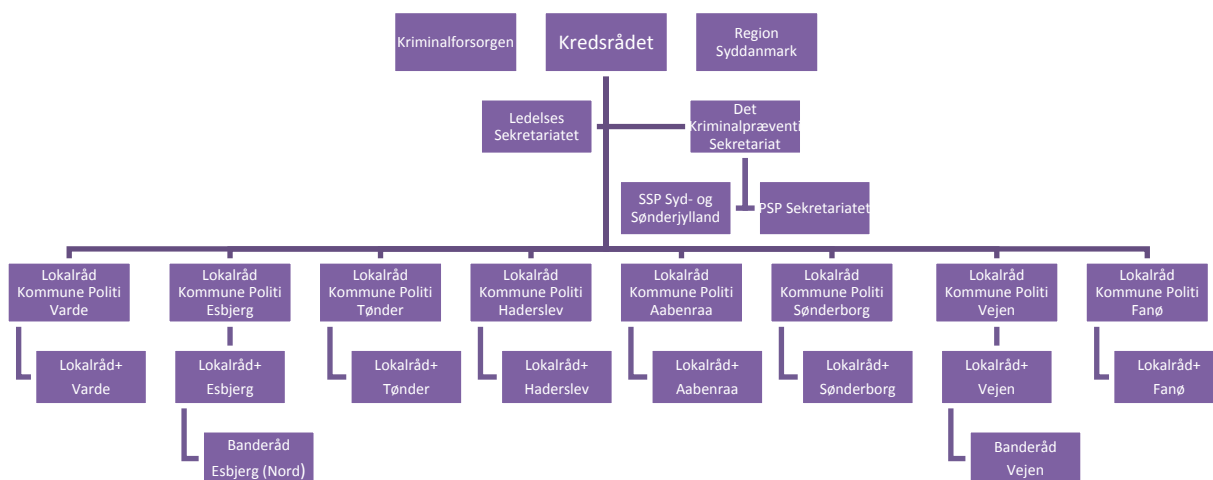 Kriminalforsorgen
Kredsrådet
Region
Syddanmark
Ledelses
Sekretariatet
Det
Kriminalpræventi
Sekretariat
SSP Syd- og
Sønderjylland
PSP Sekretariatet
Lokalråd
Kommune Politi
Varde
Lokalråd
Kommune Politi
Esbjerg
Lokalråd
Kommune Politi
Tønder
Lokalråd
Kommune Politi
Haderslev
Lokalråd
Kommune Politi
Aabenraa
Lokalråd
Kommune Politi
Sønderborg
Lokalråd
Kommune Politi
Vejen
Lokalråd
Kommune Politi
Fanø
Lokalråd+
Varde
Lokalråd+
Esbjerg
Lokalråd+
Tønder
Lokalråd+
Haderslev
Lokalråd+
Aabenraa
Lokalråd+
Sønderborg
Lokalråd+
Vejen
Lokalråd+
Fanø
Banderåd
Esbjerg (Nord)
Banderåd
Vejen